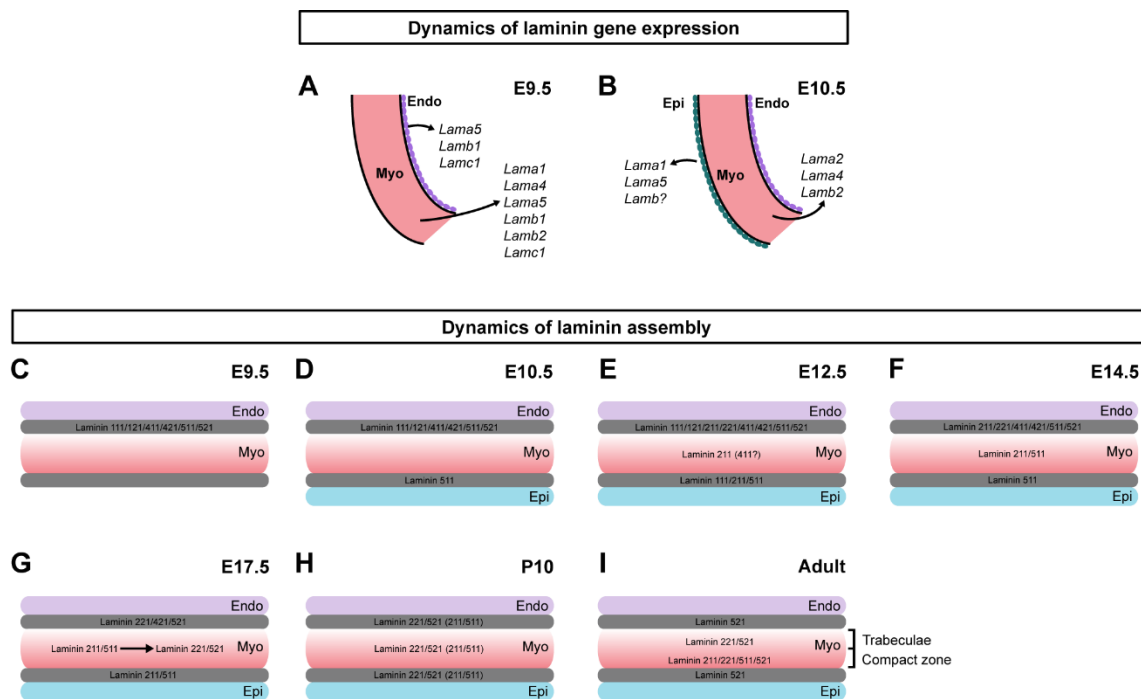 Dynamics of laminin gene expression
A
E9.5
Endo
Lama5
Lamb1
Lamc1
Myo
Lama1
Lama4
Lama5
Lamb1
Lamb2
Lamc1
B
E10.5
Epi
Endo
Lama1
Lama5
Lamb?
Myo
Lama2
Lama4
Lamb2
Dynamics of laminin assembly
C
E9.5
Endo
Laminin 111/121/411/421/511/521
Myo
D
E10.5
Endo
Laminin 111/121/411/421/511/521
Myo
Laminin 511
Epi
E
E12.5
Endo
Laminin 111/121/211/221/411/421/511/521
Laminin 211 (411?)
Myo
Laminin 111/211/511
Epi
F
E14.5
Endo
Laminin 211/221/411/421/511/521
Laminin 211/511
Myo
Laminin 511
Epi
G
E17.5
Endo
Laminin 221/421/521
Laminin 211/511
Laminin 221/521
Myo
Laminin 211/511
Epi
H
P10
Endo
Laminin 221/521 (211/511)
Laminin 221/521 (211/511)
Myo
Laminin 221/521 (211/511)
Epi
I
Adult
Endo
Laminin 521
Laminin 221/521
Myo
Laminin 211/221/511/521
Laminin 521
Epi
Trabeculae
Compact zone